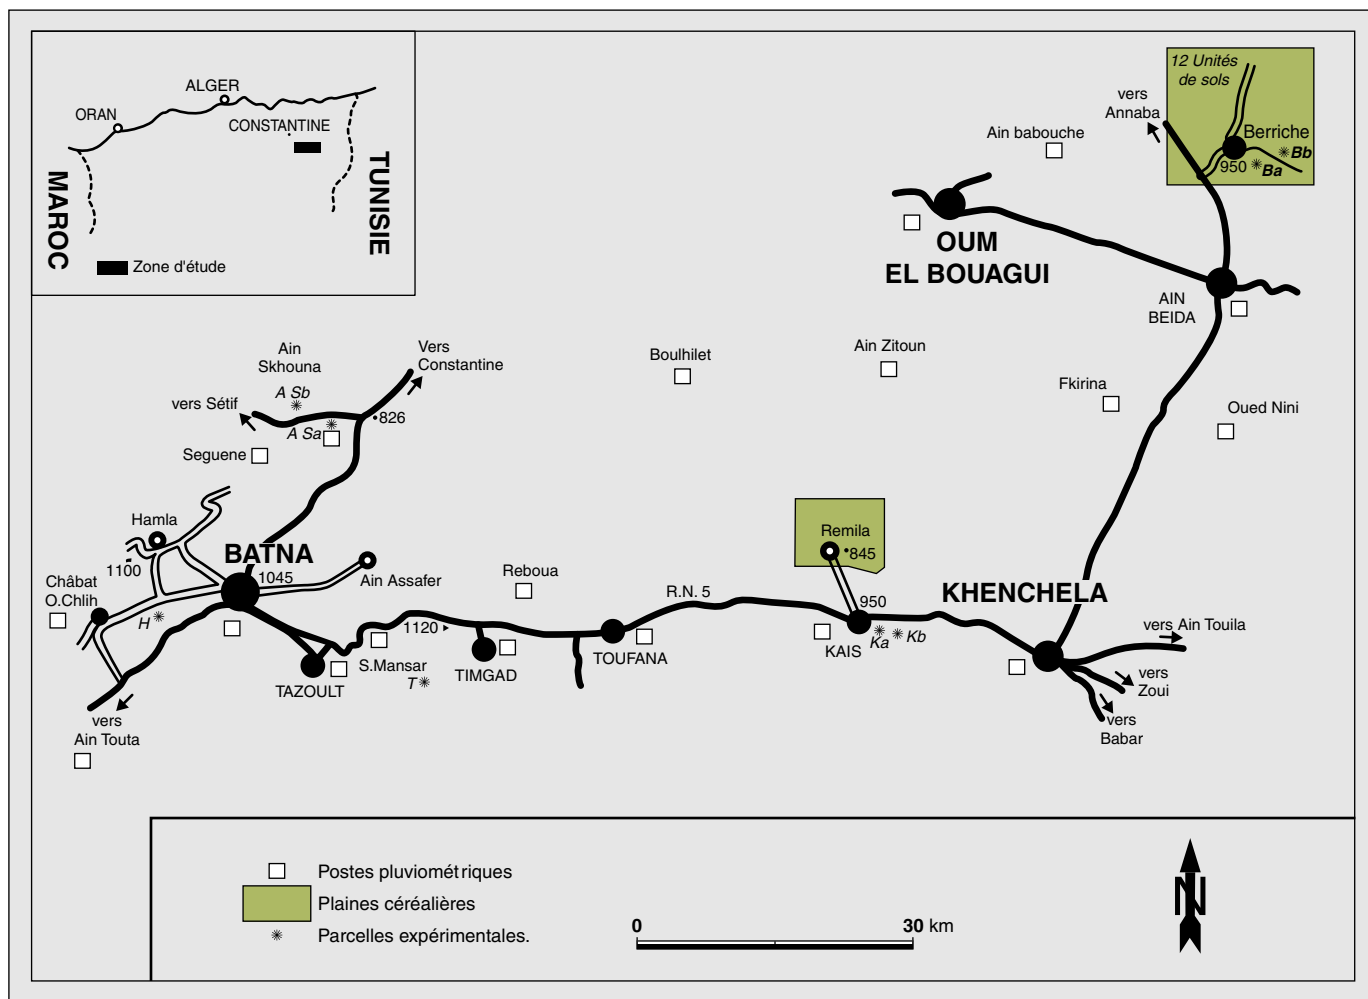 ALGER
ORAN
CONSTANTINE
MAROC
TUNISIE
Zone d'étude
12 Unités
de sols
vers
Annaba
Berriche
Bb
950
Ba
Ain babouche
OUM
EL BOUAGUI
AIN
BEIDA
Ain
Skhouna
Vers
Constantine
A Sb
vers Sétif
826
A Sa
Seguene
Boulhilet
Ain Zitoun
Fkirina
Oued Nini
Hamla
1100
BATNA
1045
Ain Assafer
Châbat
O.Chlih
H
Reboua
R.N. 5
Remila
845
950
KHENCHELA
1120
S.Mansar
T
TAZOULT
TIMGAD
TOUFANA
KAIS
Ka
Kb
vers Ain Touila
vers
Zoui
vers
Babar
vers
Ain Touta
Postes pluviométriques
Plaines céréalières
Parcelles expérimentales.
0
30 km
N